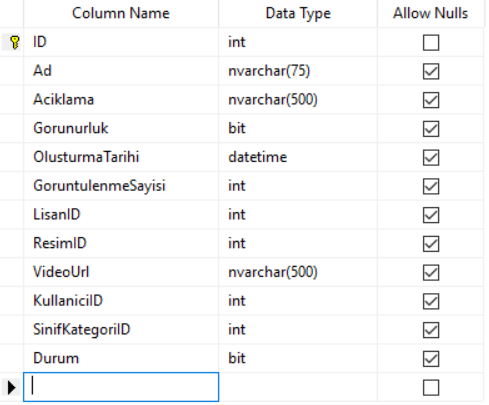 Column Name Data Type Allow Nulls
ID int
Ad nvarchar(75)
Aciklama nvarchar(500)
Gorunurluk bit
OlusturmaTarihi datetime
GoruntulenmeSayisi int
LisanID int
ResimID int
VideoUrl nvarchar(500)
KullaniciID int
SinifKategoriID int
Durum bit